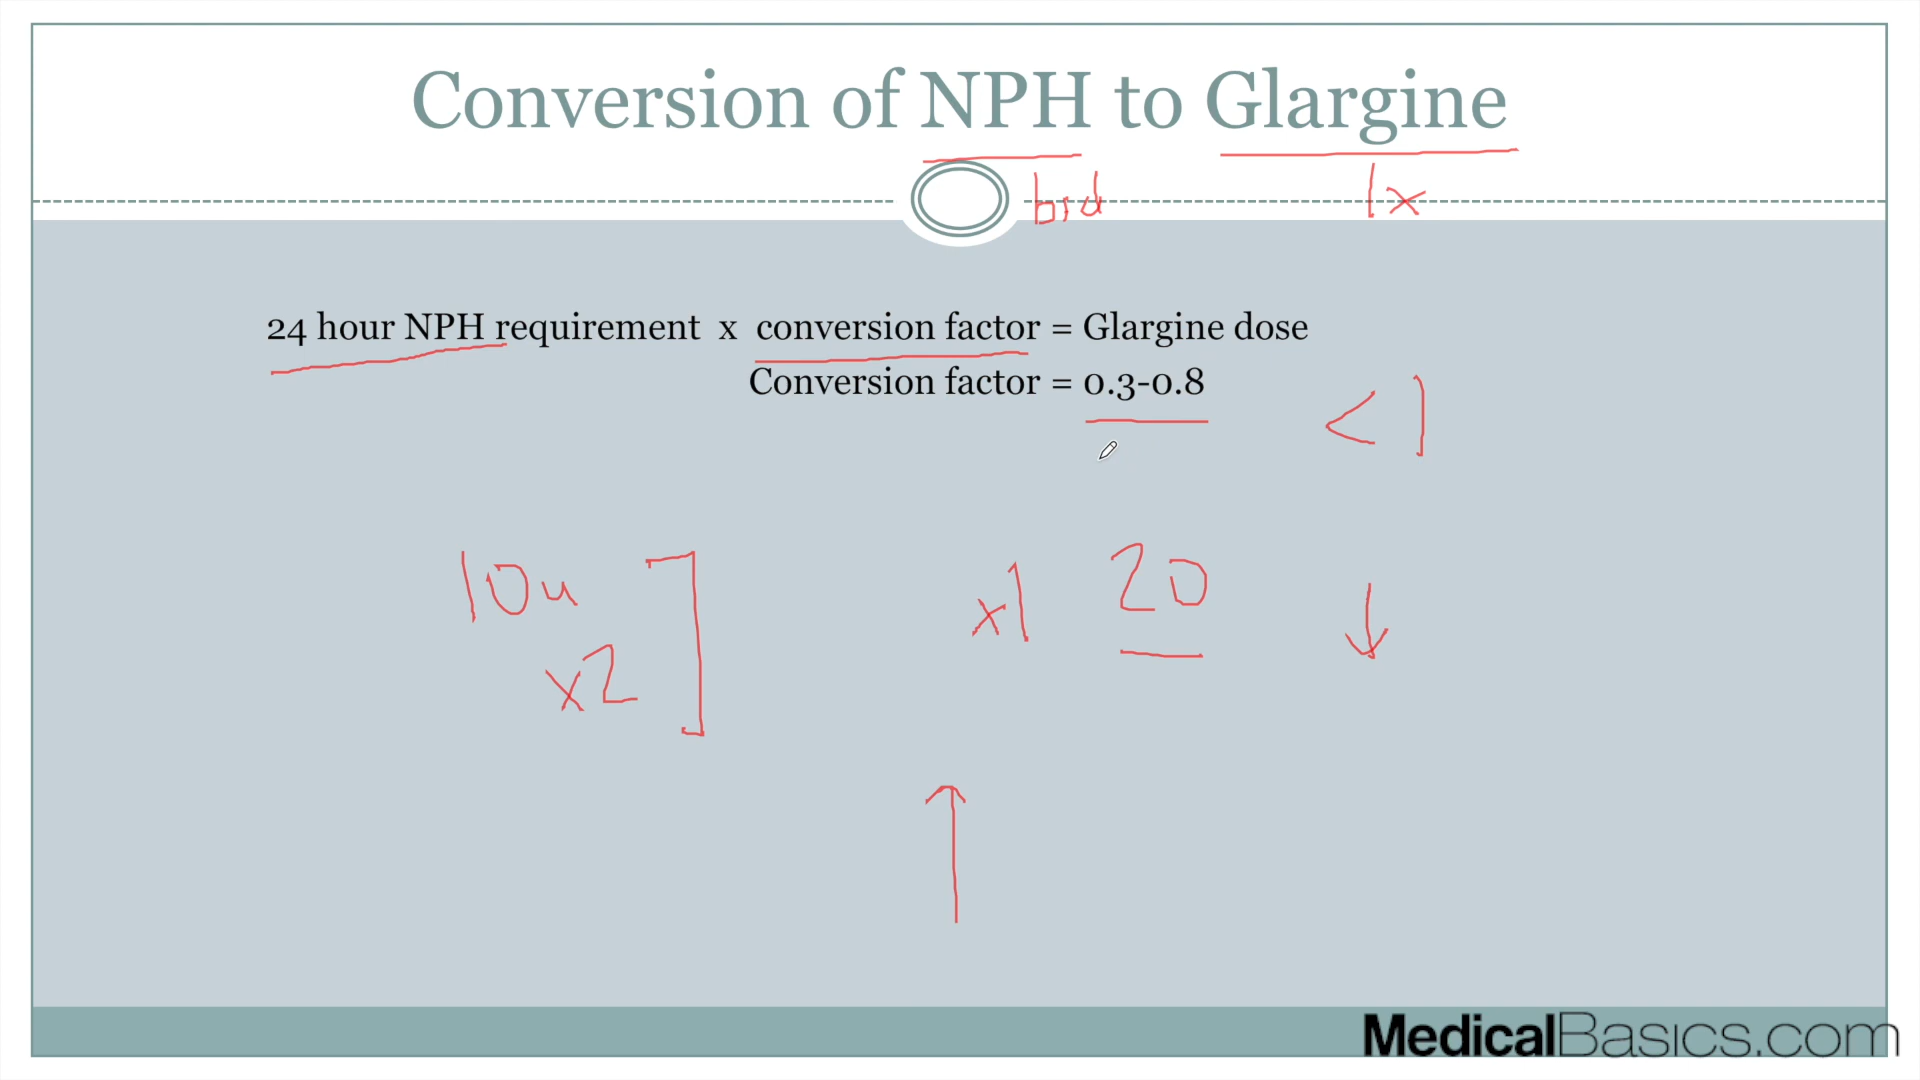 Conversion of NPH to Glargine
bid 1x
24 hour NPH requirement x conversion factor = Glargine dose
Conversion factor = 0.3-0.8
< 1
10u
x2
x1 20
MedicalBasics.com